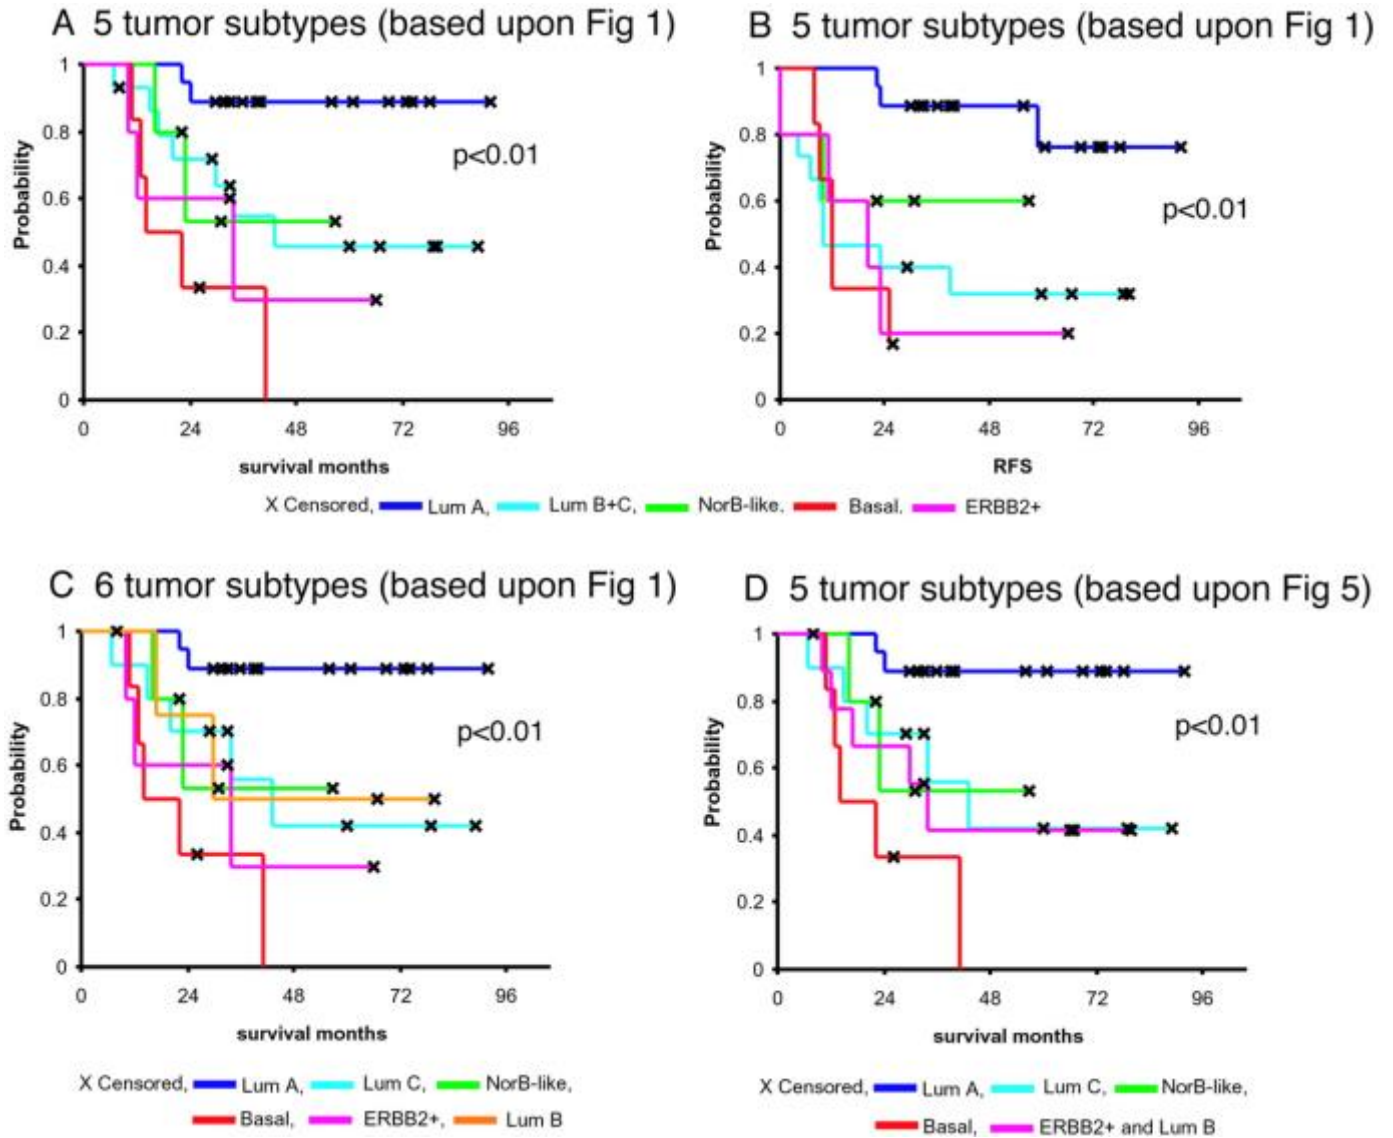 A 5 tumor subtypes (based upon Fig 1)
1
0.8
0.6
0.4
0.2
0
Probability
p<0.01
0 24 48 72 96
survival months
B 5 tumor subtypes (based upon Fig 1)
1
0.8
0.6
0.4
0.2
0
Probability
p<0.01
0 24 48 72 96
RFS
X Censored, Lum A, Lum B+C, NorB-like. Basal. ERBB2+
C 6 tumor subtypes (based upon Fig 1)
1
0.8
0.6
0.4
0.2
0
Probability
p<0.01
0 24 48 72 96
survival months
X Censored, Lum A, Lum C, NorB-like,
Basal, ERBB2+, Lum B
D 5 tumor subtypes (based upon Fig 5)
1
0.8
0.6
0.4
0.2
0
Probability
p<0.01
0 24 48 72 96
survival months
X Censored, Lum A, Lum C, NorB-like,
Basal, ERBB2+ and Lum B